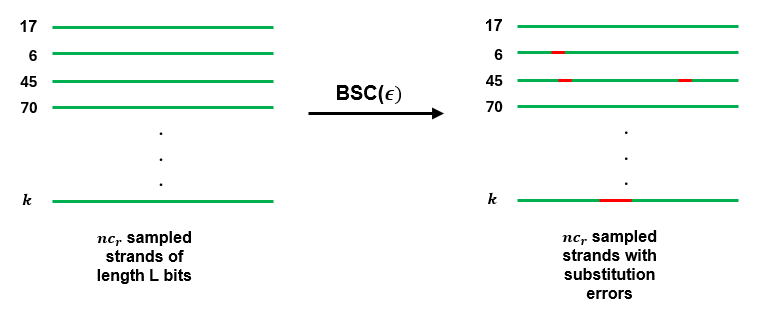 17
6
45
70
.
.
.
k
nc_r sampled
strands of
length L bits
BSC(ϵ)
17
6
45
70
.
.
.
k
nc_r sampled
strands with
substitution
errors